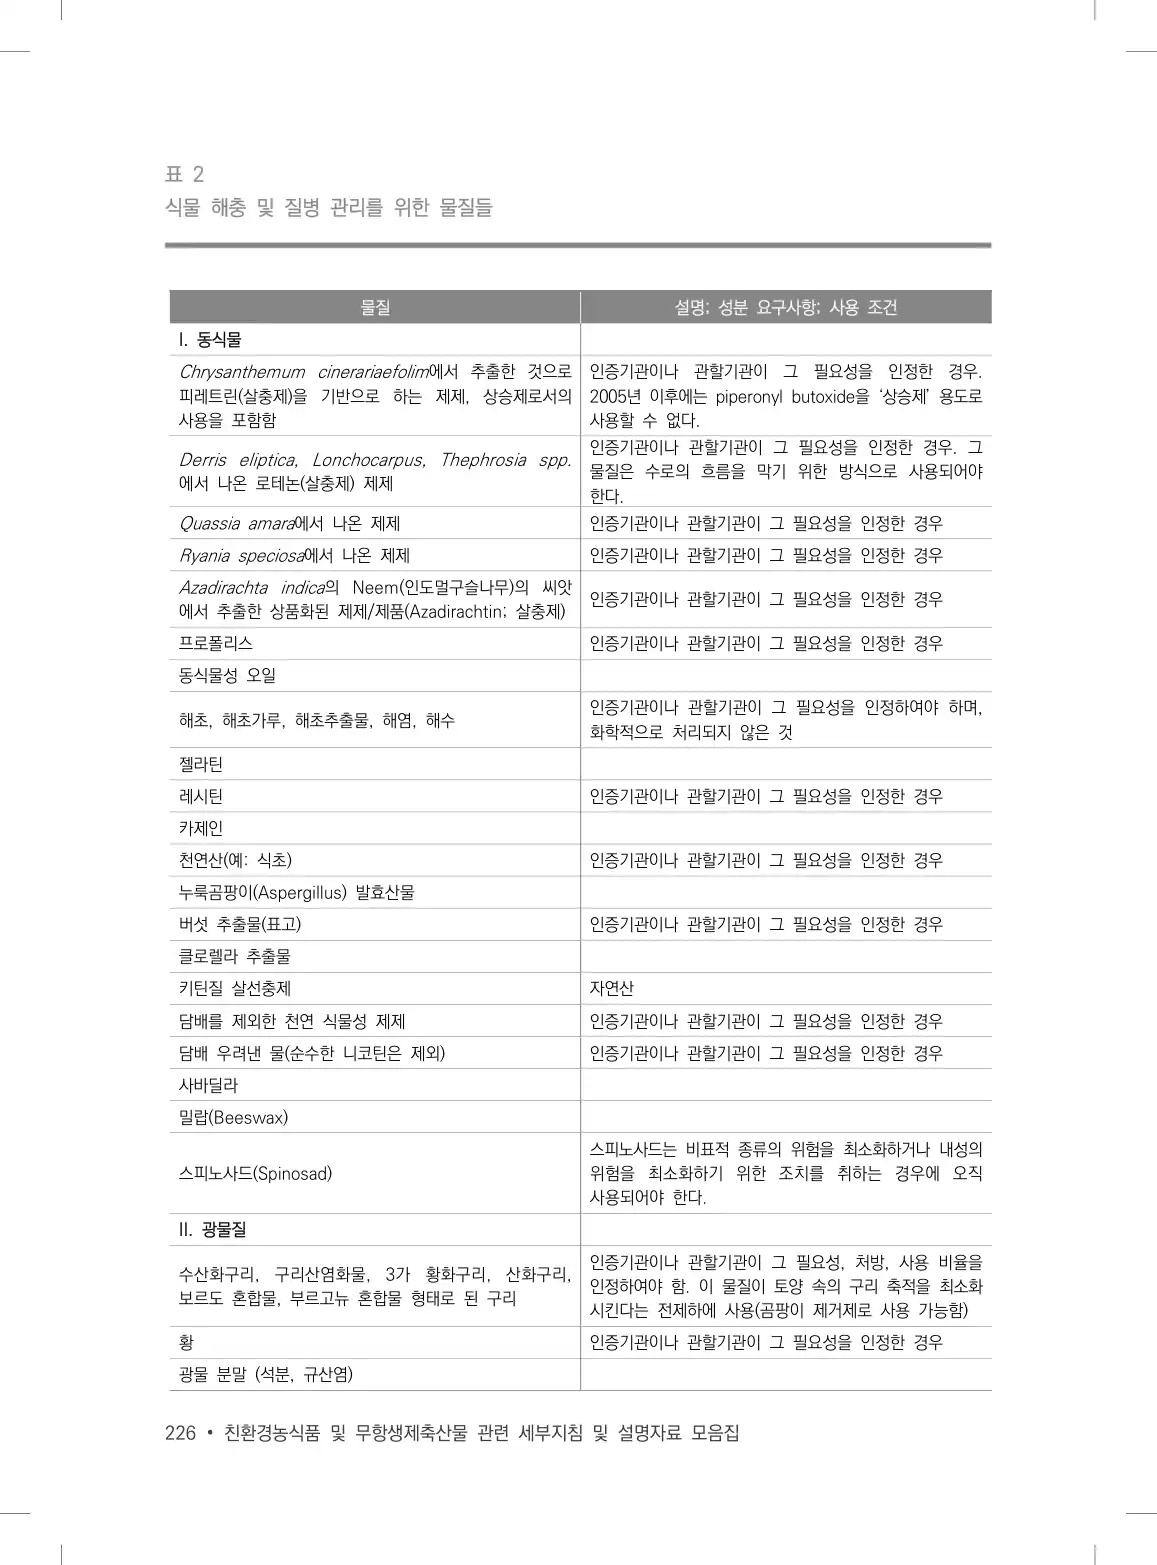 표 2
식물 해충 및 질병 관리를 위한 물질들
물질
설명; 성분 요구사항; 사용 조건
I. 동식물
Chrysanthemum cinerariaefolim에서 추출한 것으로
피레트린(살충제)을 기반으로 하는 제제, 상승제로서의
사용을 포함함
인증기관이나 관할기관이 그 필요성을 인정한 경우.
2005년 이후에는 piperonyl butoxide을 ‘상승제’ 용도로
사용할 수 없다.
Derris eliptica, Lonchocarpus, Thephrosia spp.
에서 나온 로테논(살충제) 제제
인증기관이나 관할기관이 그 필요성을 인정한 경우. 그
물질은 수로의 흐름을 막기 위한 방식으로 사용되어야
한다.
Quassia amara에서 나온 제제
인증기관이나 관할기관이 그 필요성을 인정한 경우
Ryania speciosa에서 나온 제제
인증기관이나 관할기관이 그 필요성을 인정한 경우
Azadirachta indica의 Neem(인도멀구슬나무)의 씨앗
에서 추출한 상품화된 제제/제품(Azadirachtin; 살충제)
인증기관이나 관할기관이 그 필요성을 인정한 경우
프로폴리스
인증기관이나 관할기관이 그 필요성을 인정한 경우
동식물성 오일
해초, 해초가루, 해초추출물, 해염, 해수
인증기관이나 관할기관이 그 필요성을 인정하여야 하며,
화학적으로 처리되지 않은 것
젤라틴
레시틴
인증기관이나 관할기관이 그 필요성을 인정한 경우
카제인
천연산(예: 식초)
인증기관이나 관할기관이 그 필요성을 인정한 경우
누룩곰팡이(Aspergillus) 발효산물
버섯 추출물(표고)
인증기관이나 관할기관이 그 필요성을 인정한 경우
클로렐라 추출물
키틴질 살선충제
자연산
담배를 제외한 천연 식물성 제제
인증기관이나 관할기관이 그 필요성을 인정한 경우
담배 우려낸 물(순수한 니코틴은 제외)
인증기관이나 관할기관이 그 필요성을 인정한 경우
사바딜라
밀랍(Beeswax)
스피노사드(Spinosad)
스피노사드는 비표적 종류의 위험을 최소화하거나 내성의
위험을 최소화하기 위한 조치를 취하는 경우에 오직
사용되어야 한다.
II. 광물질
수산화구리, 구리산염화물, 3가 황화구리, 산화구리,
보르도 혼합물, 부르고뉴 혼합물 형태로 된 구리
인증기관이나 관할기관이 그 필요성, 처방, 사용 비율을
인정하여야 함. 이 물질이 토양 속의 구리 축적을 최소화
시킨다는 전제하에 사용(곰팡이 제거제로 사용 가능함)
황
인증기관이나 관할기관이 그 필요성을 인정한 경우
광물 분말 (석분, 규산염)
226 • 친환경농식품 및 무항생제축산물 관련 세부지침 및 설명자료 모음집